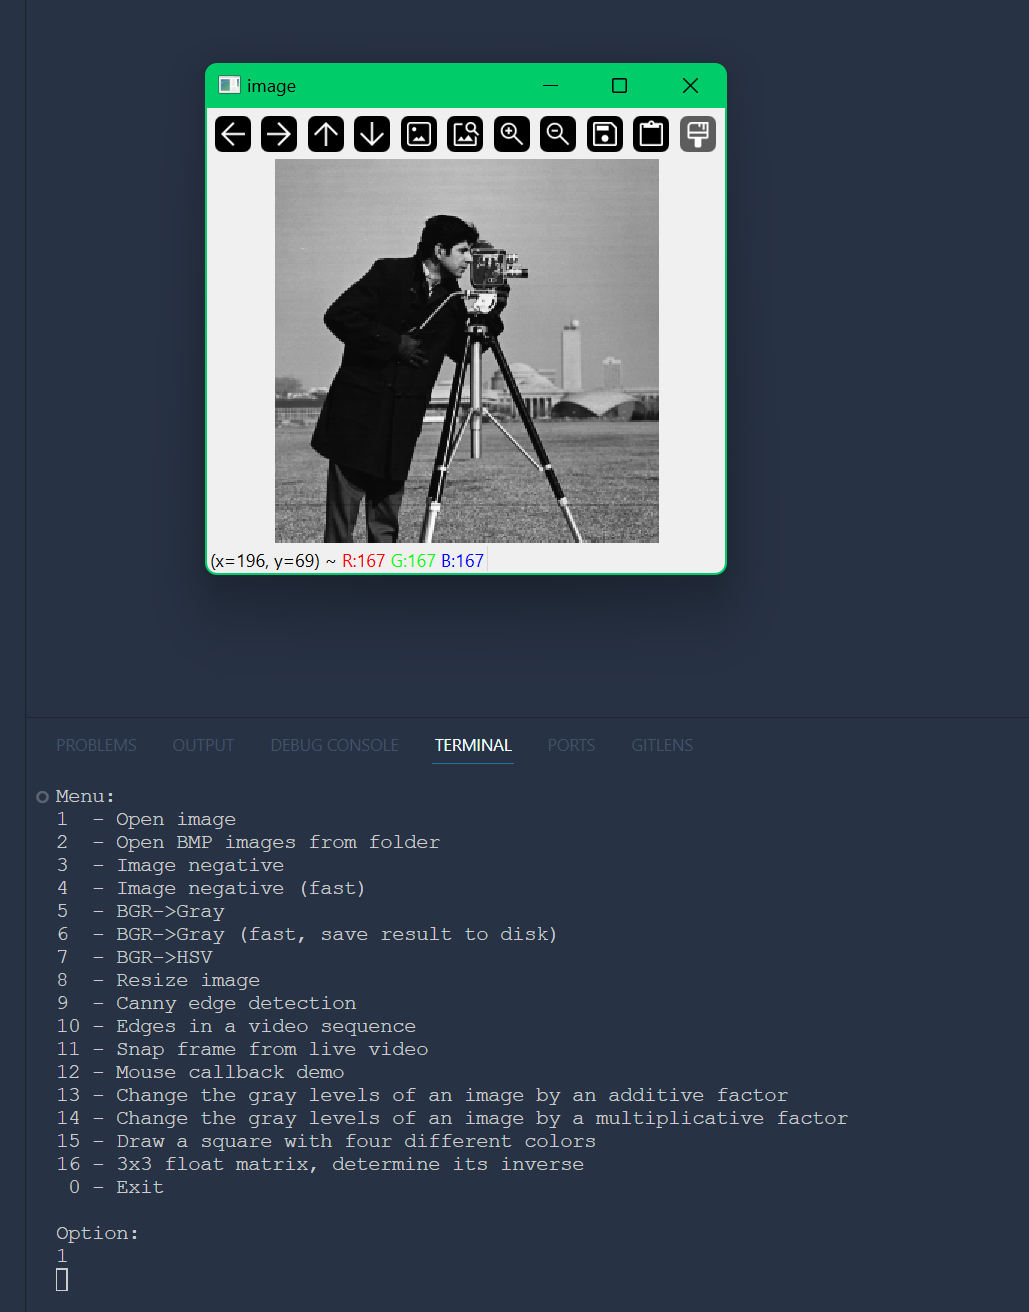 image
(x=196, y=69) ~ R:167 G:167 B:167
PROBLEMS OUTPUT DEBUG CONSOLE TERMINAL PORTS GITLENS
Menu:
1  - Open image
2  - Open BMP images from folder
3  - Image negative
4  - Image negative (fast)
5  - BGR->Gray
6  - BGR->Gray (fast, save result to disk)
7  - BGR->HSV
8  - Resize image
9  - Canny edge detection
10 - Edges in a video sequence
11 - Snap frame from live video
12 - Mouse callback demo
13 - Change the gray levels of an image by an additive factor
14 - Change the gray levels of an image by a multiplicative factor
15 - Draw a square with four different colors
16 - 3x3 float matrix, determine its inverse
 0 - Exit
Option:
1